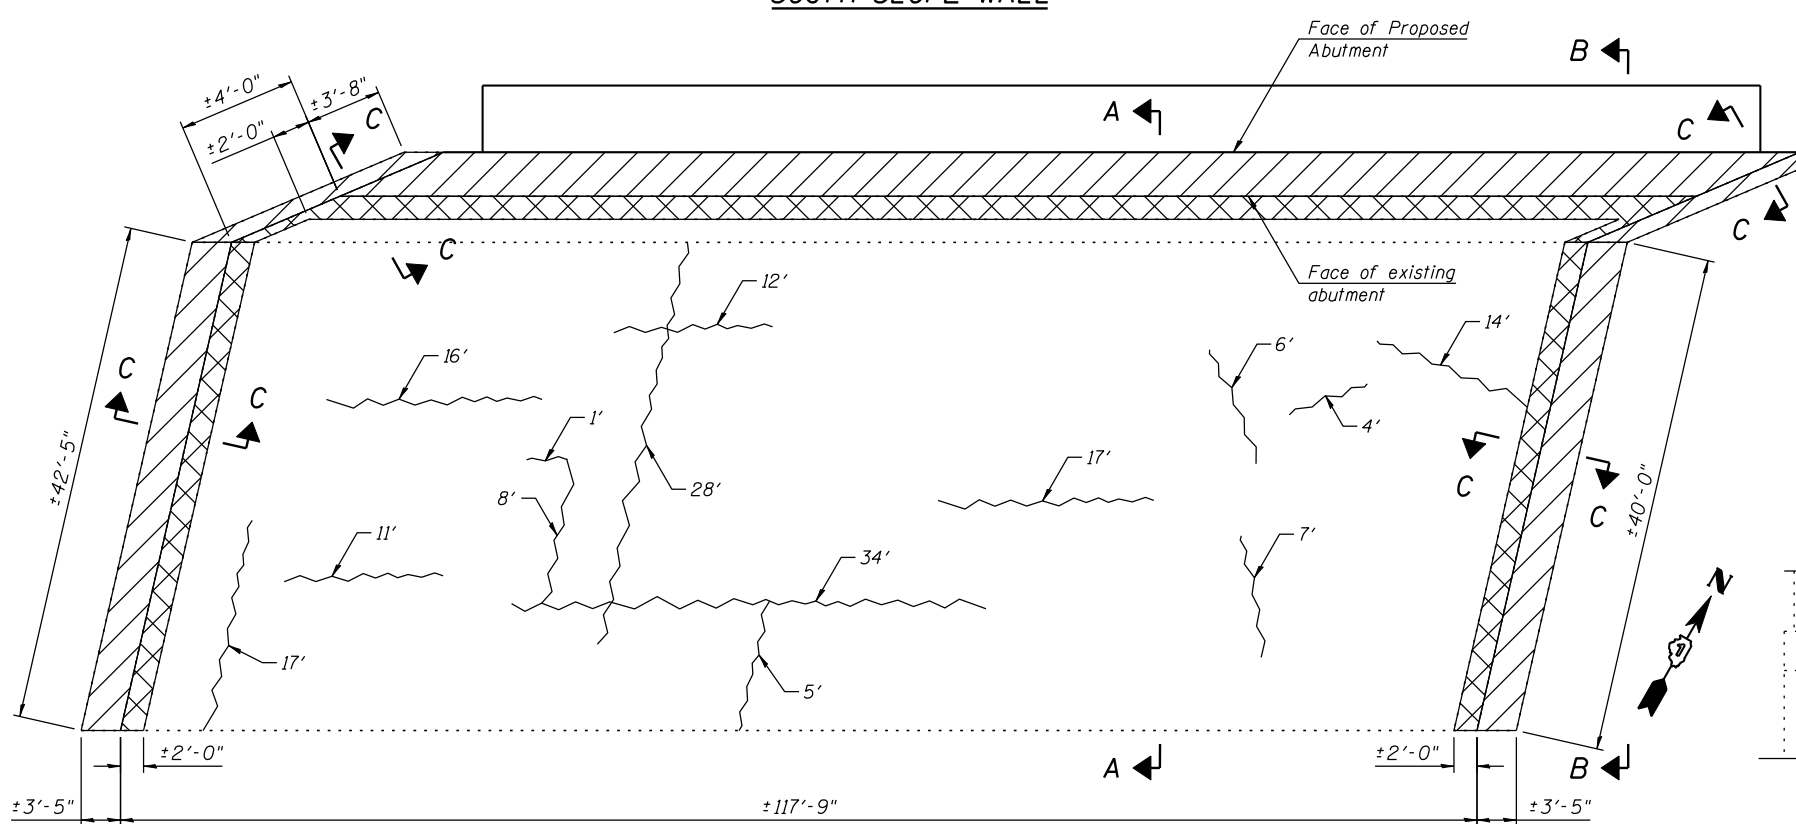 SOUTH SLOPE WALL
Face of Proposed
Abutment
B
±4'-0"
±3'-8"
±2'-0"
C
A
C
C
C
Face of existing
abutment
12'
14'
6'
16'
4'
C
C
1'
17'
28'
8'
C
C
±42'-5"
±40'-0"
11'
34'
7'
N
17'
5'
±2'-0"
±2'-0"
A
B
±3'-5"
±117'-9"
±3'-5"